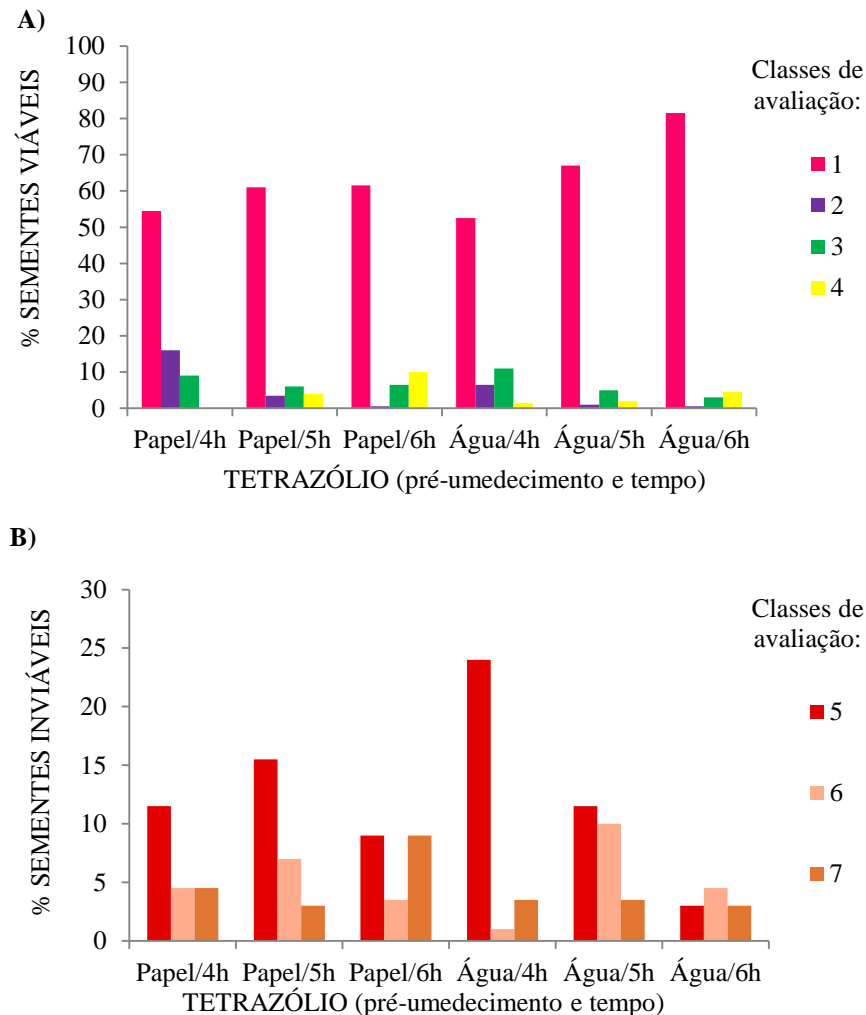 A)
% SEMENTES VIÁVEIS
100
90
80
70
60
50
40
30
20
10
0
Papel/4h Papel/5h Papel/6h Água/4h Água/5h Água/6h
TETRAZÓLIO (pré-umedecimento e tempo)
Classes de
avaliação:
1
2
3
4
B)
% SEMENTES INVIÁVEIS
30
25
20
15
10
5
0
Papel/4h Papel/5h Papel/6h Água/4h Água/5h Água/6h
TETRAZÓLIO (pré-umedecimento e tempo)
Classes de
avaliação:
5
6
7